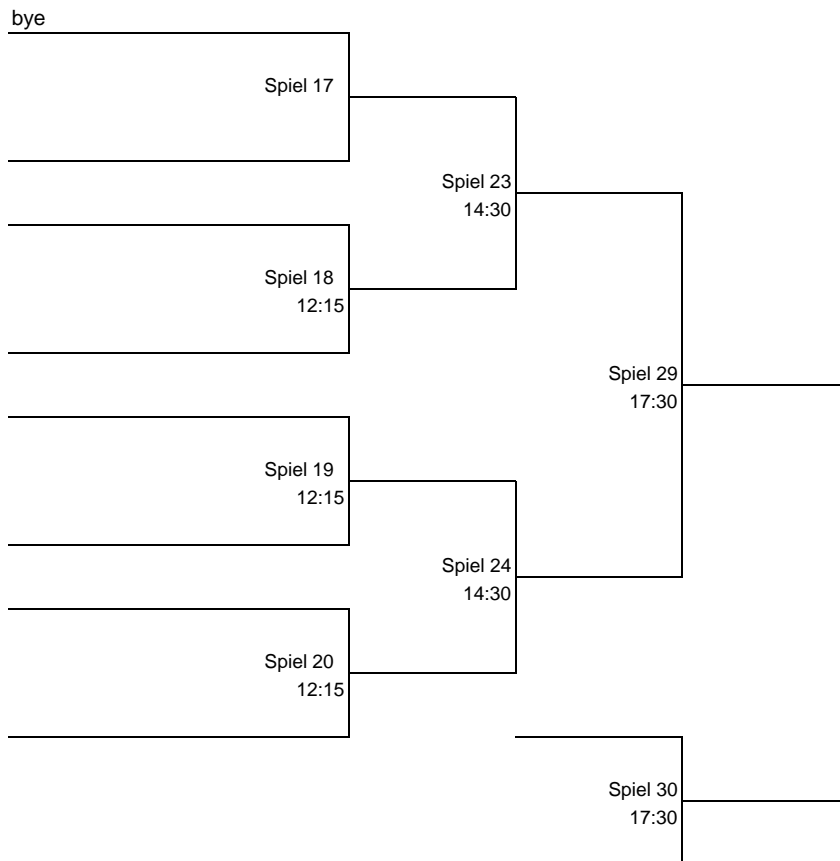 bye
Spiel 17
Spiel 23
14:30
Spiel 18
12:15
Spiel 29
17:30
Spiel 19
12:15
Spiel 24
14:30
Spiel 20
12:15
Spiel 30
17:30